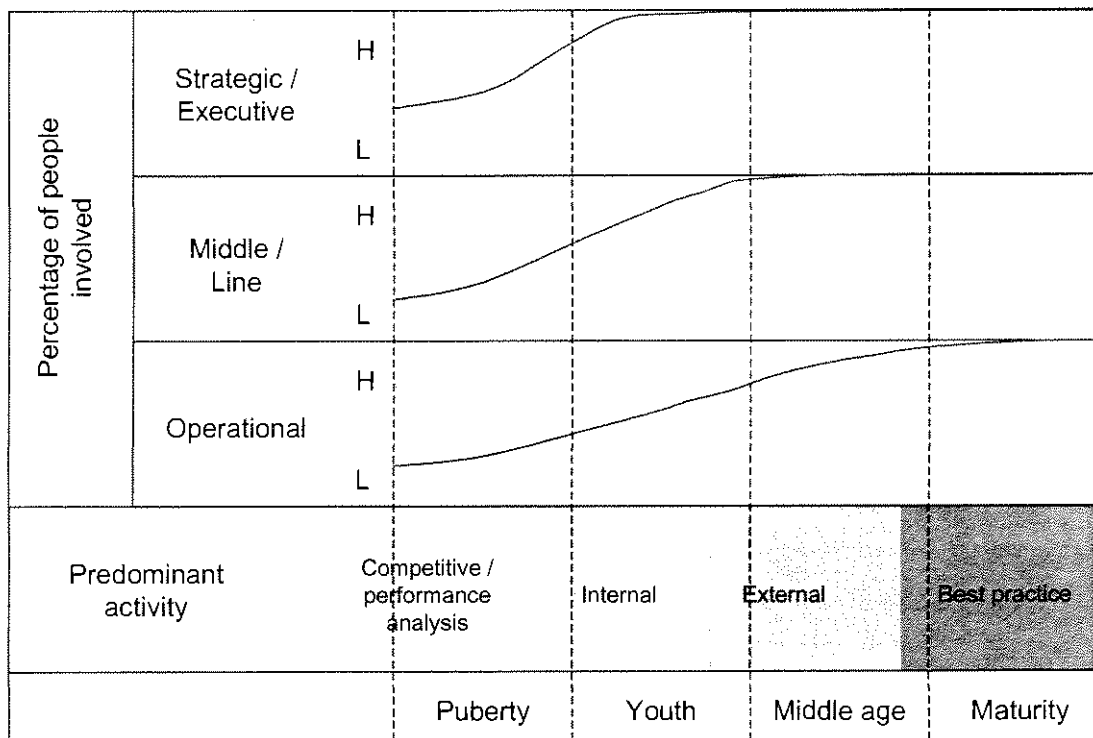 Percentage of people
involved
Strategic /
Executive
H
L
Middle /
Line
H
L
Operational
H
L
Predominant
activity
Competitive /
performance
analysis
Internal
External
Best practice
Puberty
Youth
Middle age
Maturity